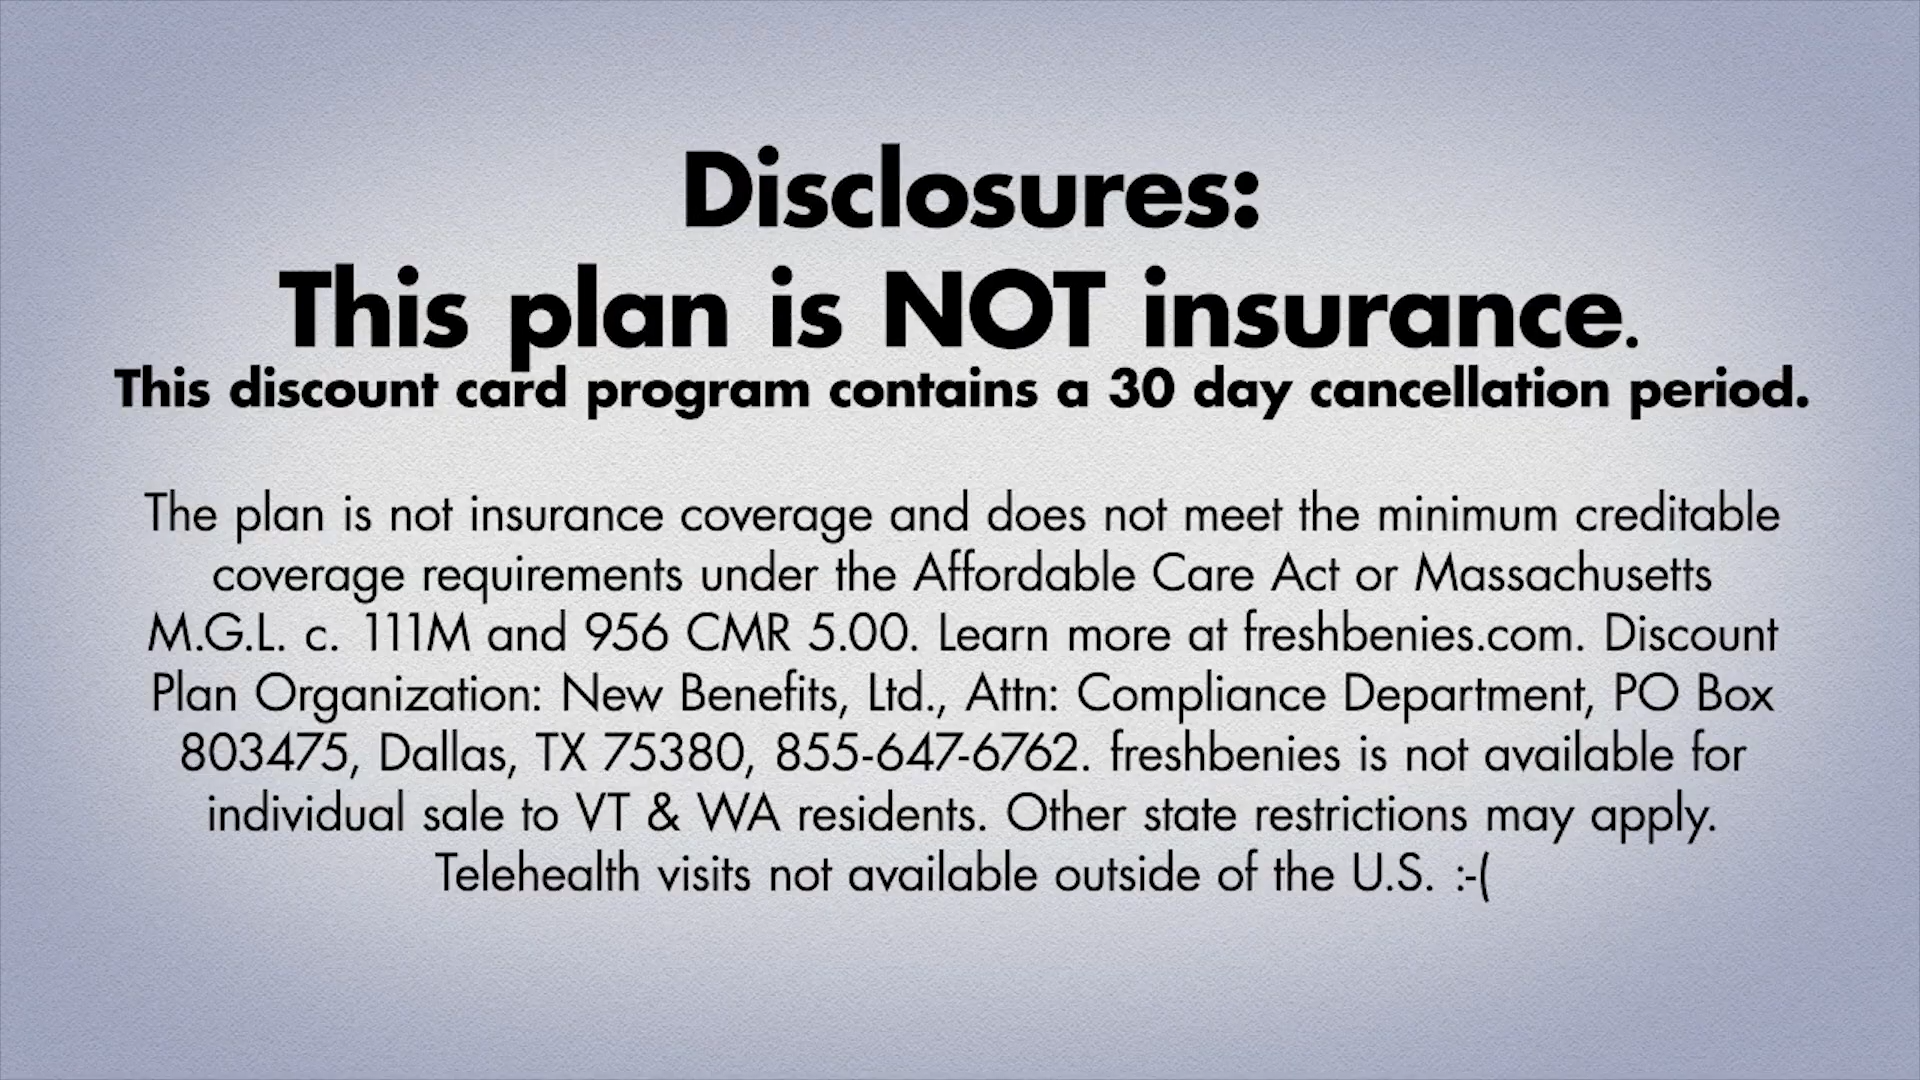 Disclosures:
This plan is NOT insurance.
This discount card program contains a 30 day cancellation period.
The plan is not insurance coverage and does not meet the minimum creditable
coverage requirements under the Affordable Care Act or Massachusetts
M.G.L. c. 111M and 956 CMR 5.00. Learn more at freshbenies.com. Discount
Plan Organization: New Benefits, Ltd., Attn: Compliance Department, PO Box
803475, Dallas, TX 75380, 855-647-6762. freshbenies is not available for
individual sale to VT & WA residents. Other state restrictions may apply.
Telehealth visits not available outside of the U.S. :-(